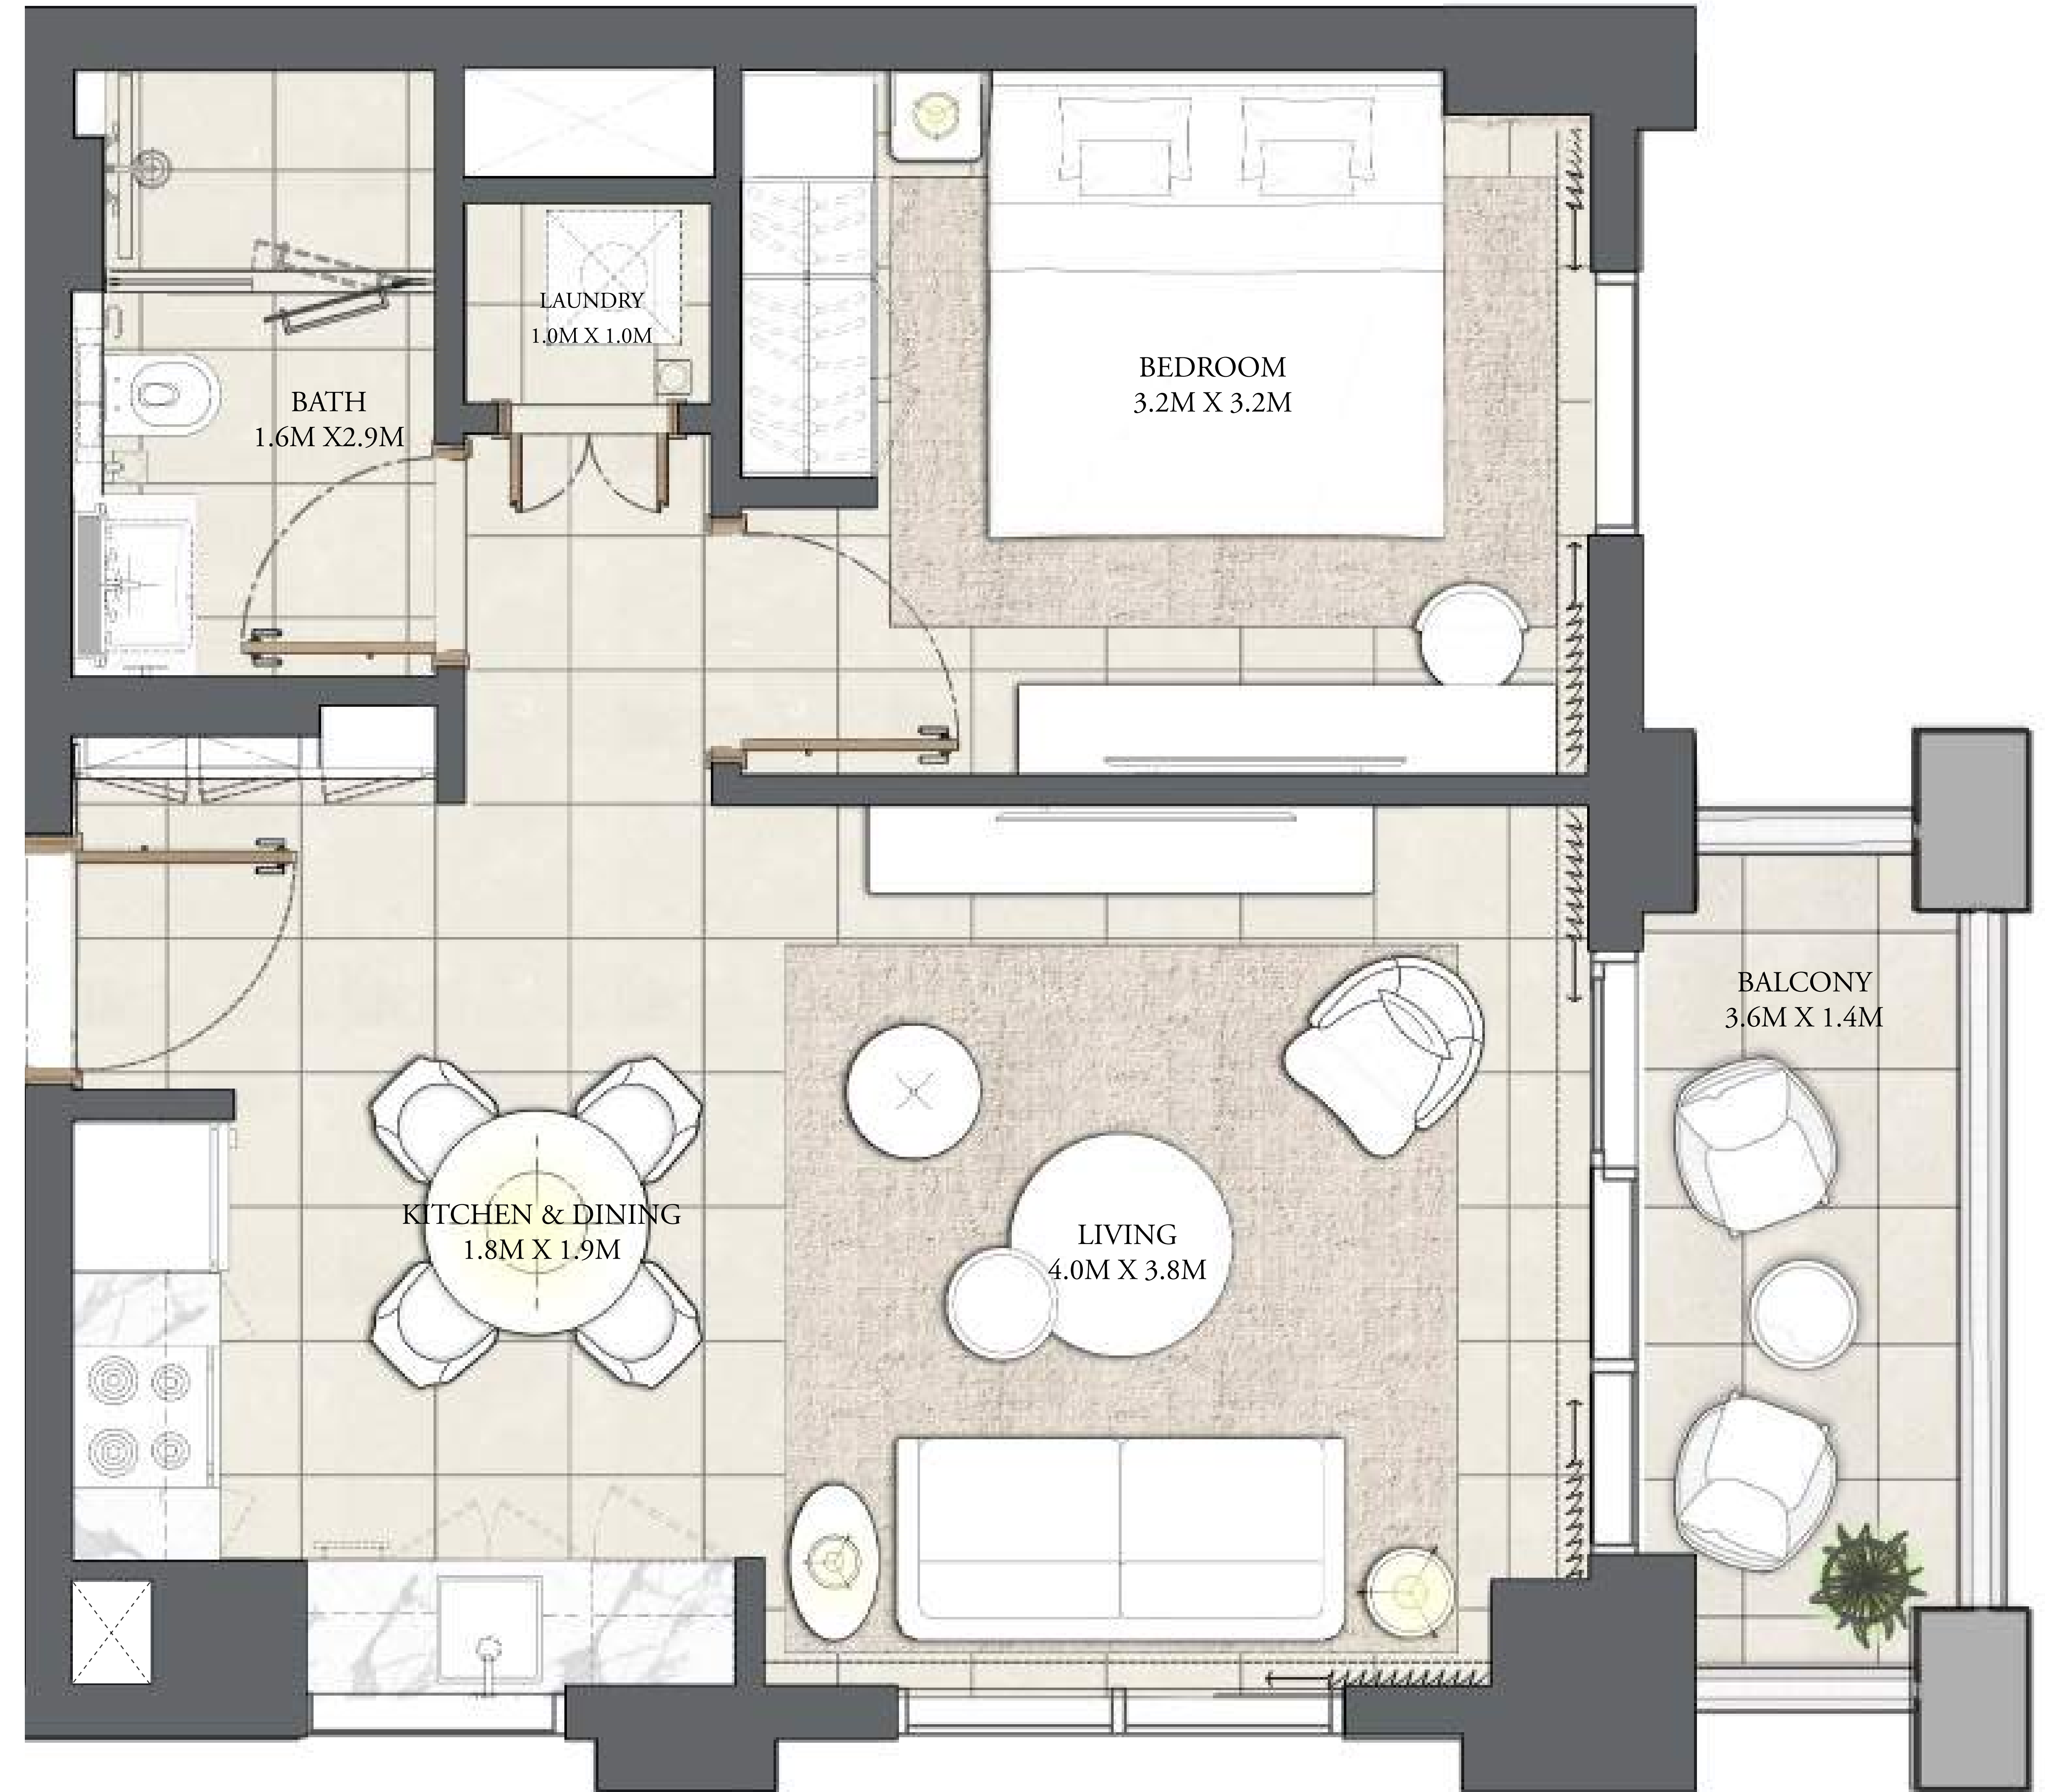 LAUNDRY
1.0M X 1.0M
BEDROOM
3.2M X 3.2M
BATH
1.6M X2.9M
BALCONY
3.6M X 1.4M
KITCHEN & DINING
1.8M X 1.9M
LIVING
4.0M X 3.8M